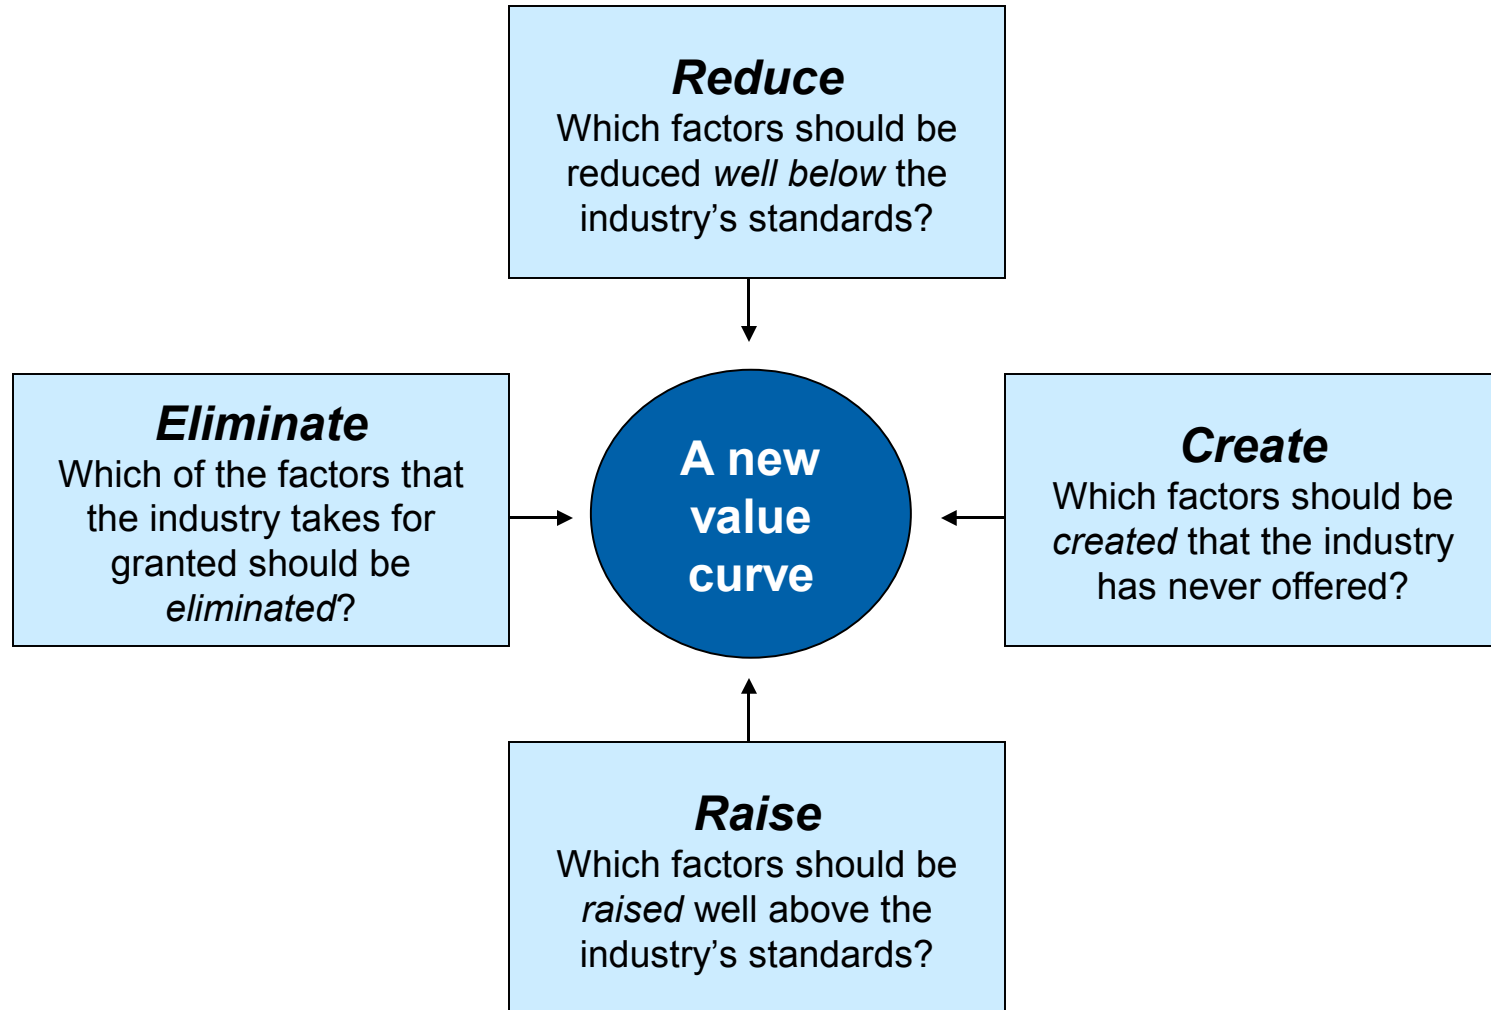 Reduce
Which factors should be
reduced well below the
industry’s standards?
Eliminate
Which of the factors that
the industry takes for
granted should be
eliminated?
A new
value
curve
Create
Which factors should be
created that the industry
has never offered?
Raise
Which factors should be
raised well above the
industry’s standards?